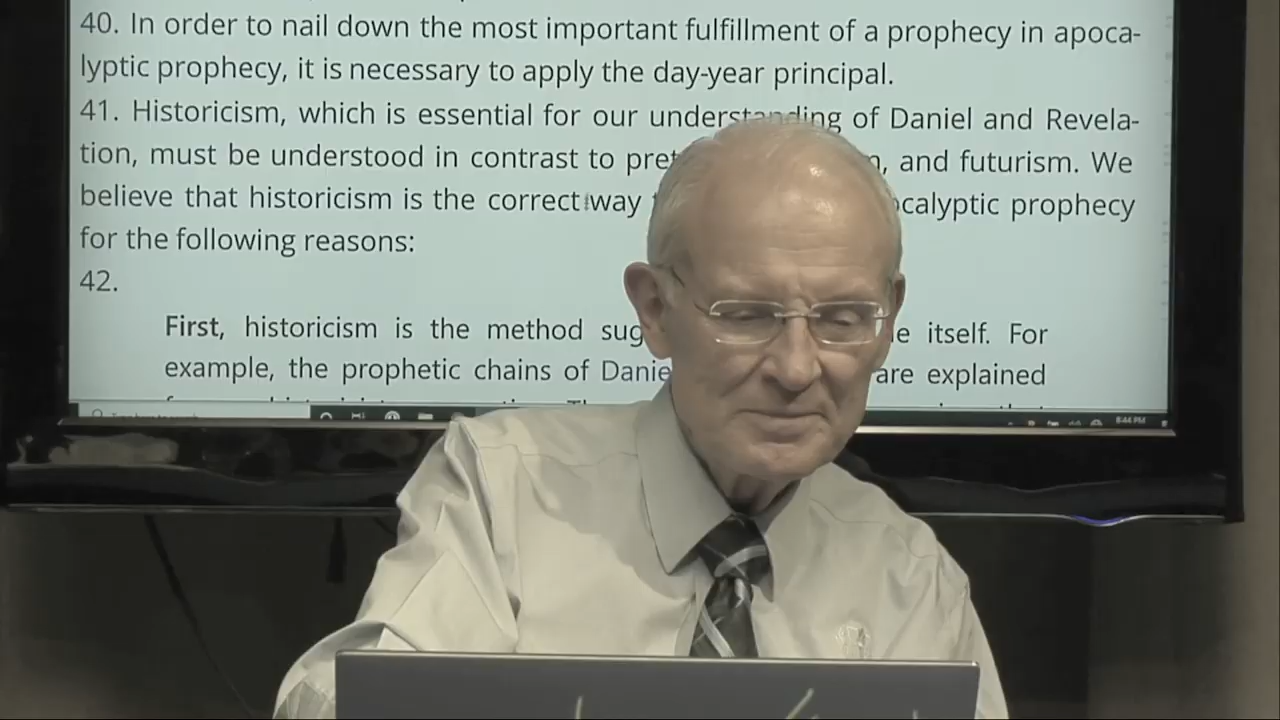 40. In order to nail down the most important fulfillment of a prophecy in apoca-
lyptic prophecy, it is necessary to apply the day-year principal.
41. Historicism, which is essential for our understanding of Daniel and Revela-
tion, must be understood in contrast to and futurism. We
believe that historicism is the correct way prophecy
for the following reasons:
42.
First, historicism is the method itself. For
example, the prophetic chains of are explained
8:44 PM